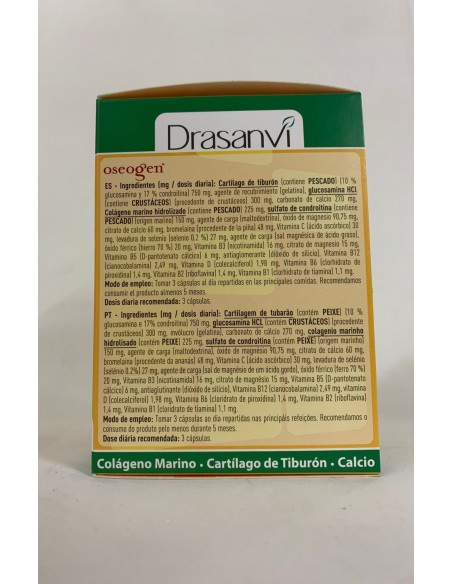 Drasanvi
oseogen®
ES - Ingredientes (mg / dosis diaria): Cartílago de tiburón (contiene PESCADO) (10 %
glucosamina y 17 % condroitina) 750 mg, agente de recubrimiento (gelatina), glucosamina HCl
(contiene CRUSTÁCEOS) (procedente de crustáceos) 300 mg, carbonato de calcio 270 mg,
Colágeno marino hidrolizado (contiene PESCADO) 225 mg, sulfato de condroitina (contiene
PESCADO) (origen marino) 150 mg, agente de carga (maltodextrina), óxido de magnesio 90,75 mg,
citrato de calcio 60 mg, bromelaína (procedente de la piña) 48 mg, Vitamina C (ácido ascórbico) 30
mg, levadura de selenio (selenio 0.2 %) 27 mg, agente de carga (sal magnésica de ácido graso),
óxido férrico (hierro 70 %) 20 mg, Vitamina B3 (nicotinamida) 16 mg, citrato de magnesio 15 mg,
Vitamina B5 (D-pantotenato cálcico) 6 mg, antiaglomerante (dióxido de silicio), Vitamina B12
(cianocobalamina) 2,49 mg, Vitamina D (colecalciferol) 1,98 mg, Vitamina B6 (clorhidrato de
piroxidina) 1,4 mg, Vitamina B2 (riboflavina) 1,4 mg, Vitamina B1 (clorhidrato de tiamina) 1,1 mg.
Modo de empleo: Tomar 3 cápsulas al día repartidas en las principales comidas. Recomendamos
consumir el producto al menos 5 meses.
Dosis diaria recomendada: 3 cápsulas.
PT - Ingredientes (mg / dose diária): Cartilagem de tubarão (contém PEIXE) (10 %
glucosamina e 17% condroitina) 750 mg, glucosamina HCL (contém CRUSTÁCEOS) (procedente
de crustáceos) 300 mg, invólucro (gelatina), carbonato de cálcio 270 mg, colagenio marinho
hidrolisado (contém PEIXE) 225 mg, sulfato de condroitina (contém PEIXE) (origem marinho)
150 mg, agente de carga (maltodextrina), óxido de magnésio 90,75 mg, citrato de cálcio 60 mg,
bromelaína (procedente da ananás) 48 mg, Vitamina C (ácido ascórbico) 30 mg, levedura de selénio
(selénio 0.2%) 27 mg, agente de carga (sal de magnésio de um ácido gordo), óxido férrico (ferro 70 %)
20 mg, Vitamina B3 (nicotinamida) 16 mg, citrato de magnésio 15 mg, Vitamina B5 (D-pantotenato
cálcico) 6 mg, antiaglutinante (dióxido de silício), Vitamina B12 (cianocobalamina) 2,49 mg, vitamina
D (colecalciferol) 1,98 mg, Vitamina B6 (cloridrato de piroxidina) 1,4 mg, Vitamina B2 (riboflavina)
1,4 mg, Vitamina B1 (cloridrato de tiamina) 1,1 mg.
Modo de emprego: Tomar 3 cápsulas ao dia repartidas nas principais refeições. Recomendamos
o consumo do produto pelo menos durante 5 meses.
Dose diária recomendada: 3 cápsulas.
Colágeno Marino · Cartílago de Tiburón · Calcio